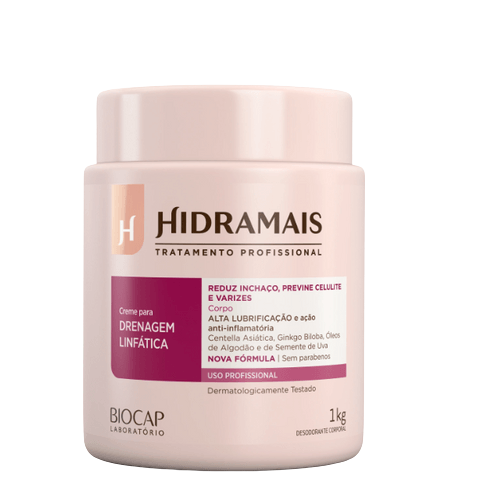 H
HIDRAMAIS
TRATAMENTO PROFISSIONAL
Creme para
DRENAGEM
LINFÁTICA
REDUZ INCHAÇO, PREVINE CELULITE
E VARIZES
Corpo
ALTA LUBRIFICAÇÃO e ação
anti-inflamatória
Centella Asiática, Ginkgo Biloba, Óleos
de Algodão e de Semente de Uva
NOVA FÓRMULA | Sem parabenos
USO PROFISSIONAL
Dermatologicamente Testado
BIOCAP
LABORATÓRIO
1kg
DESODORANTE CORPORAL